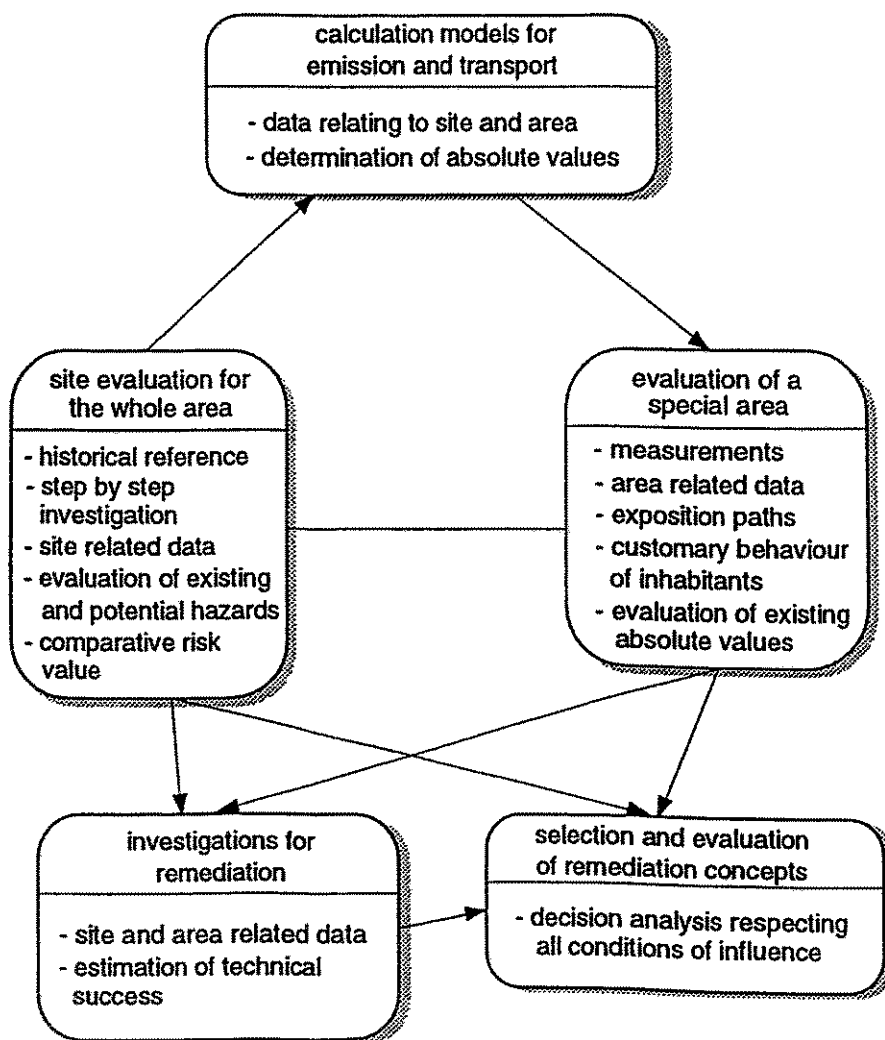 calculation models for
emission and transport
- data relating to site and area
- determination of absolute values
site evaluation for
the whole area
- historical reference
- step by step
investigation
- site related data
- evaluation of existing
and potential hazards
- comparative risk
value
evaluation of a
special area
- measurements
- area related data
- exposition paths
- customary behaviour
of inhabitants
- evaluation of existing
absolute values
investigations for
remediation
- site and area related data
- estimation of technical
success
selection and evaluation
of remediation concepts
- decision analysis respecting
all conditions of influence